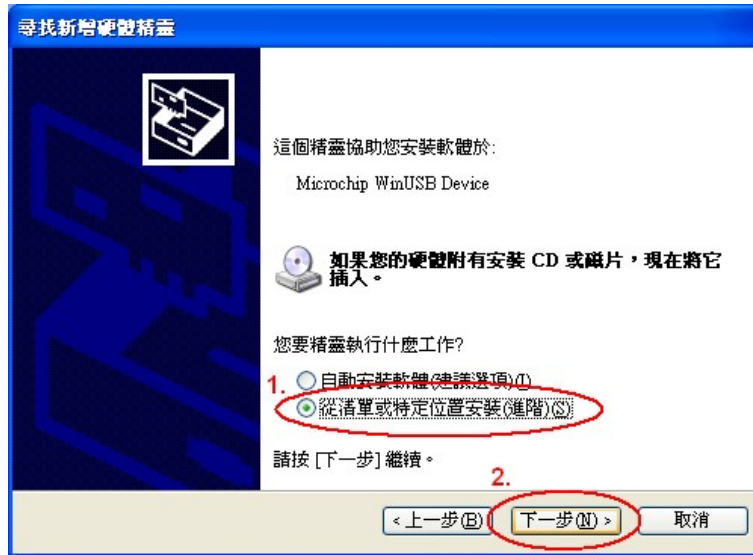 尋找新增硬體精靈
這個精靈協助您安裝軟體於:
Microchip WinUSB Device
如果您的硬體附有安裝 CD 或磁片，現在將它
插入。
您要精靈執行什麼工作?
1.
自動安裝軟體(建議選項)(I)
從清單或特定位置安裝(進階)(S)
請按 [下一步] 繼續。
2.
<上一步(B) 下一步(N)> 取消